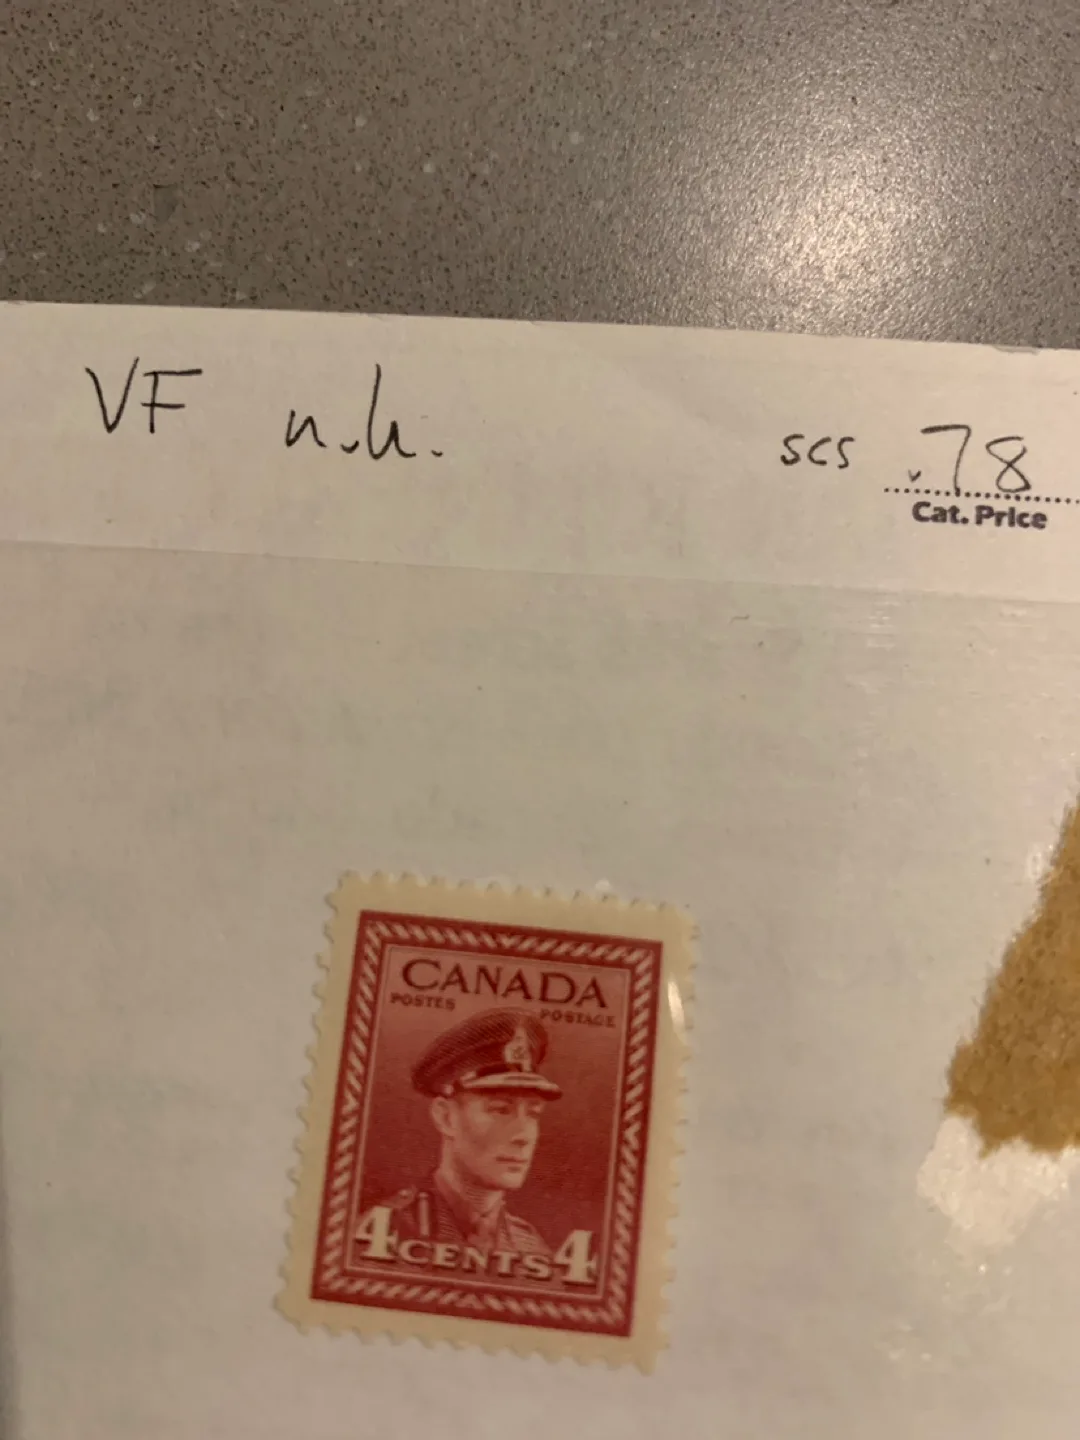 VF n.h. scs .78
Cat. Price
CANADA
POSTES POSTAGE
4 CENTS 4